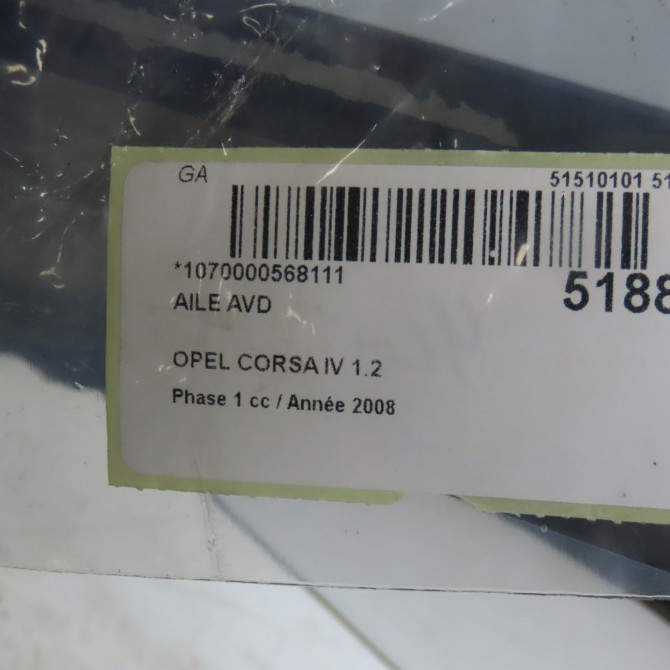 GA 51510101 51
*1070000568111
5188
AILE AVD
OPEL CORSA IV 1.2
Phase 1 cc / Année 2008